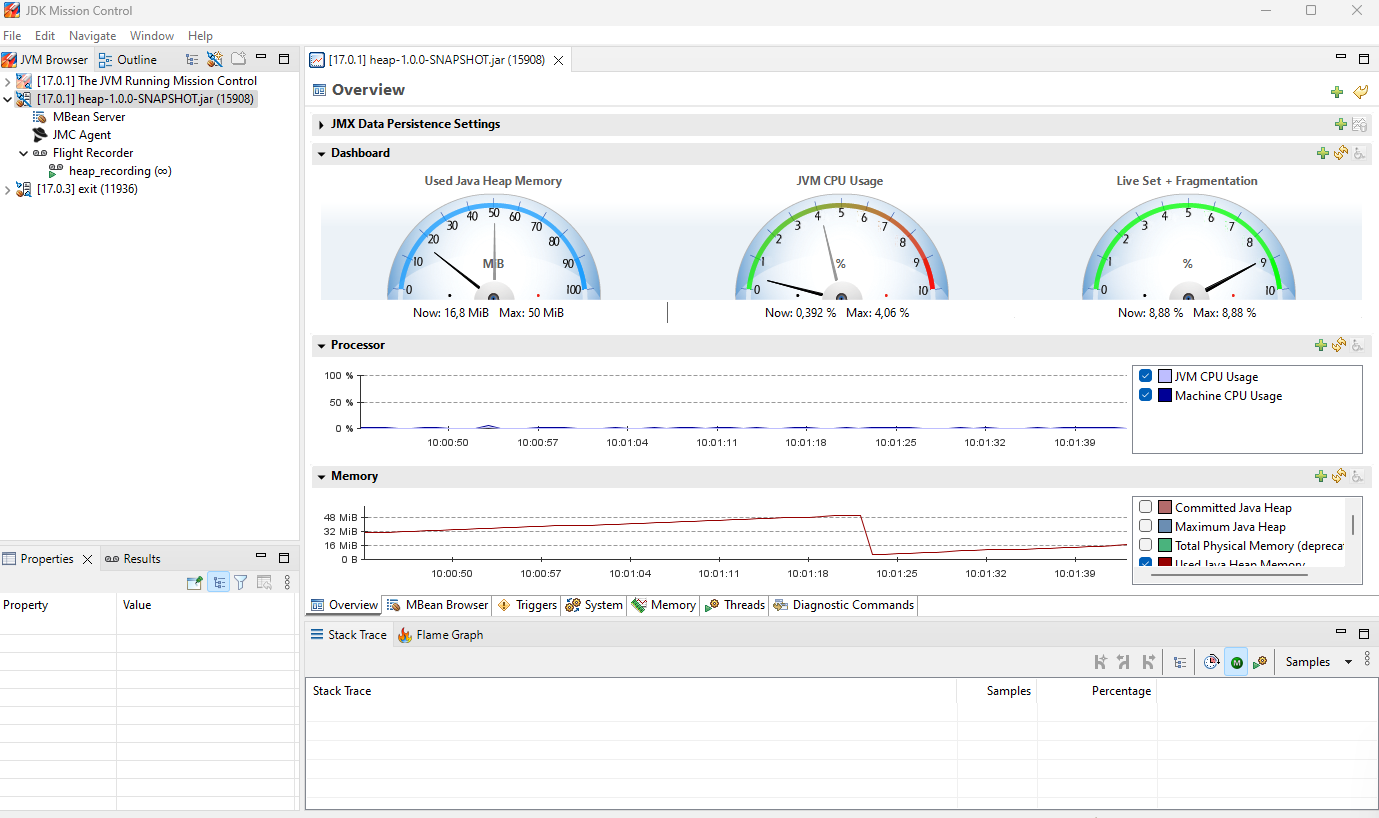 JDK Mission Control
File Edit Navigate Window Help
JVM Browser Outline
[17.0.1] The JVM Running Mission Control
[17.0.1] heap-1.0.0-SNAPSHOT.jar (15908)
MBean Server
JMC Agent
Flight Recorder
heap_recording (∞)
[17.0.3] exit (11936)
Properties Results
Property Value
[17.0.1] heap-1.0.0-SNAPSHOT.jar (15908)
Overview
JMX Data Persistence Settings
Dashboard
Used Java Heap Memory
0 10 20 30 40 50 60 70 80 90 100
MiB
Now: 16,8 MiB Max: 50 MiB
JVM CPU Usage
0 1 2 3 4 5 6 7 8 9 10
%
Now: 0,392 % Max: 4,06 %
Live Set + Fragmentation
0 1 2 3 4 5 6 7 8 9 10
%
Now: 8,88 % Max: 8,88 %
Processor
100 %
50 %
0 %
10:00:50 10:00:57 10:01:04 10:01:11 10:01:18 10:01:25 10:01:32 10:01:39
JVM CPU Usage
Machine CPU Usage
Memory
48 MiB
32 MiB
16 MiB
0 B
10:00:50 10:00:57 10:01:04 10:01:11 10:01:18 10:01:25 10:01:32 10:01:39
Committed Java Heap
Maximum Java Heap
Total Physical Memory (depreca
Used Java Heap Memory
Overview MBean Browser Triggers System Memory Threads Diagnostic Commands
Stack Trace Flame Graph
Samples
Stack Trace Samples Percentage